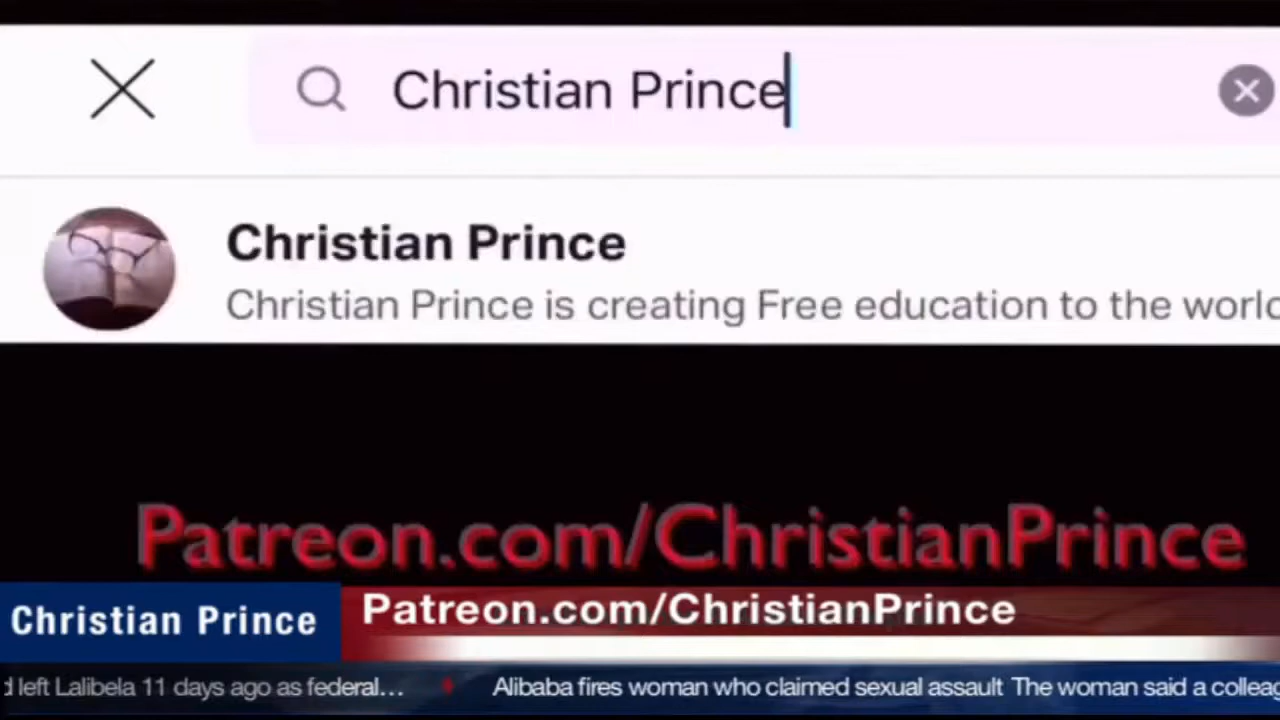 Christian Prince
Christian Prince
Christian Prince is creating Free education to the world
Patreon.com/ChristianPrince
Christian Prince
Patreon.com/ChristianPrince
left Lalibela 11 days ago as federal...
Alibaba fires woman who claimed sexual assault The woman said a